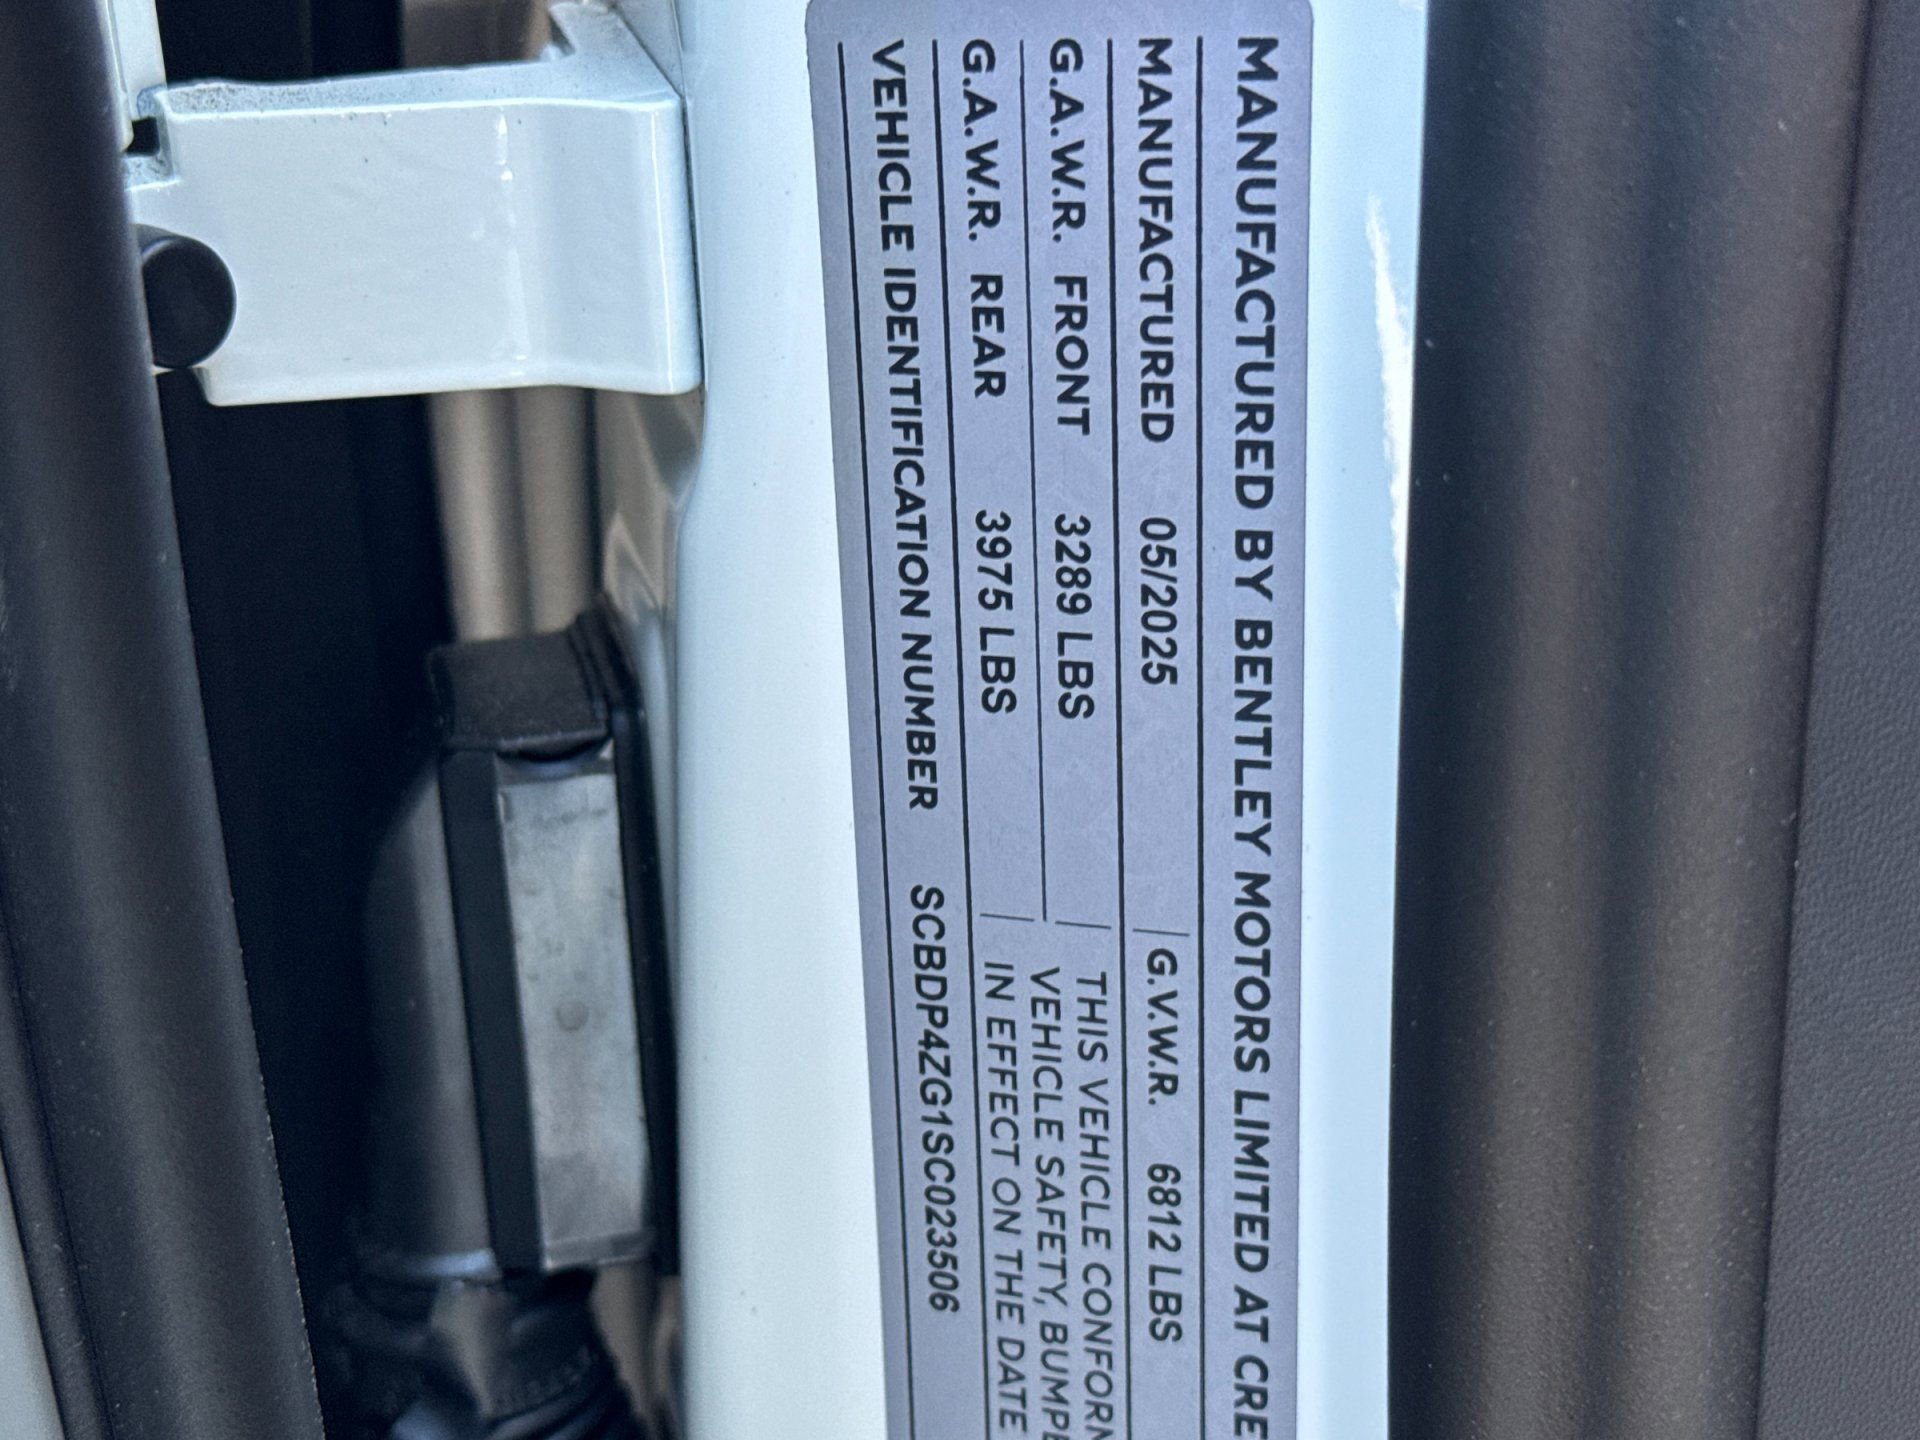 MANUFACTURED BY BENTLEY MOTORS LIMITED AT CRE
MANUFACTURED 05/2025 G.V.W.R. 6812 LBS
G.A.W.R. FRONT 3289 LBS
THIS VEHICLE CONFORM
VEHICLE SAFETY, BUMPE
G.A.W.R. REAR 3975 LBS
IN EFFECT ON THE DATE
VEHICLE IDENTIFICATION NUMBER SCBDP4ZG1SC023506